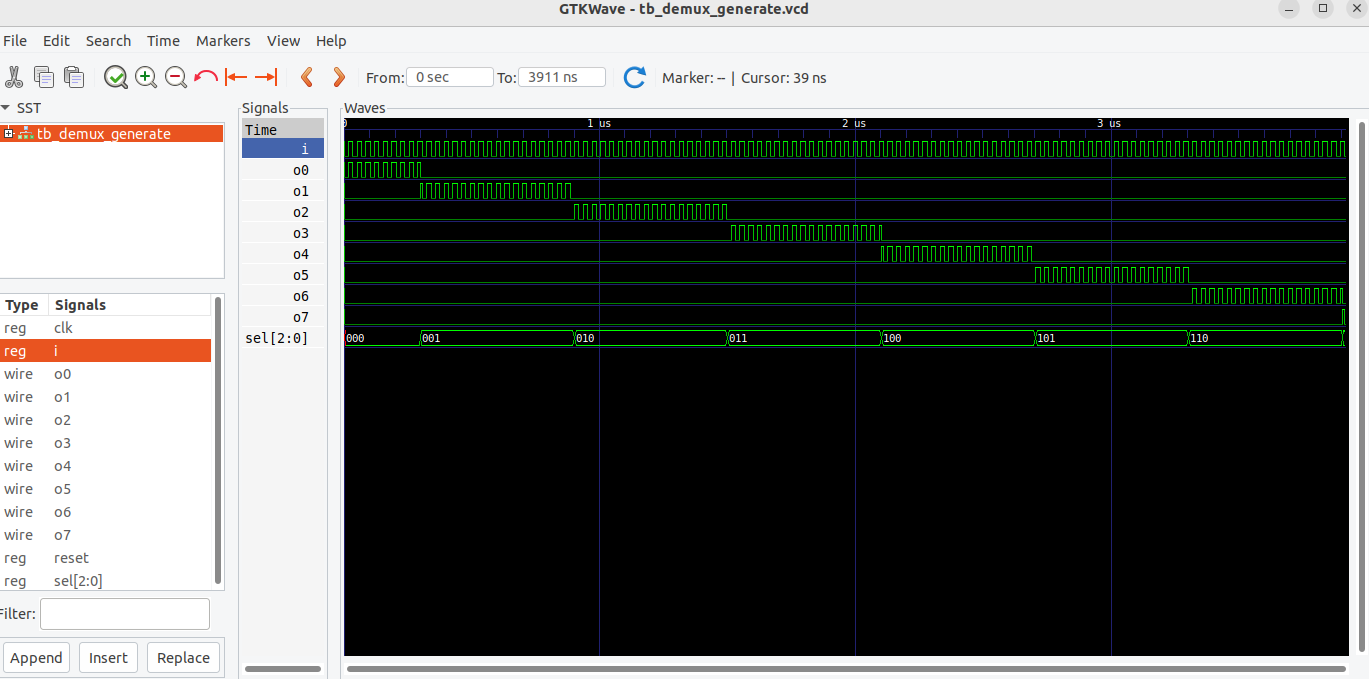 GTKWave - tb_demux_generate.vcd
File Edit Search Time Markers View Help
From: 0 sec To: 3911 ns Marker: -- | Cursor: 39 ns
SST
tb_demux_generate
Type Signals
reg clk
reg i
wire o0
wire o1
wire o2
wire o3
wire o4
wire o5
wire o6
wire o7
reg reset
reg sel[2:0]
Filter:
Append Insert Replace
Signals
Time
i
o0
o1
o2
o3
o4
o5
o6
o7
sel[2:0]
Waves
0 1 us 2 us 3 us
000 001 010 011 100 101 110